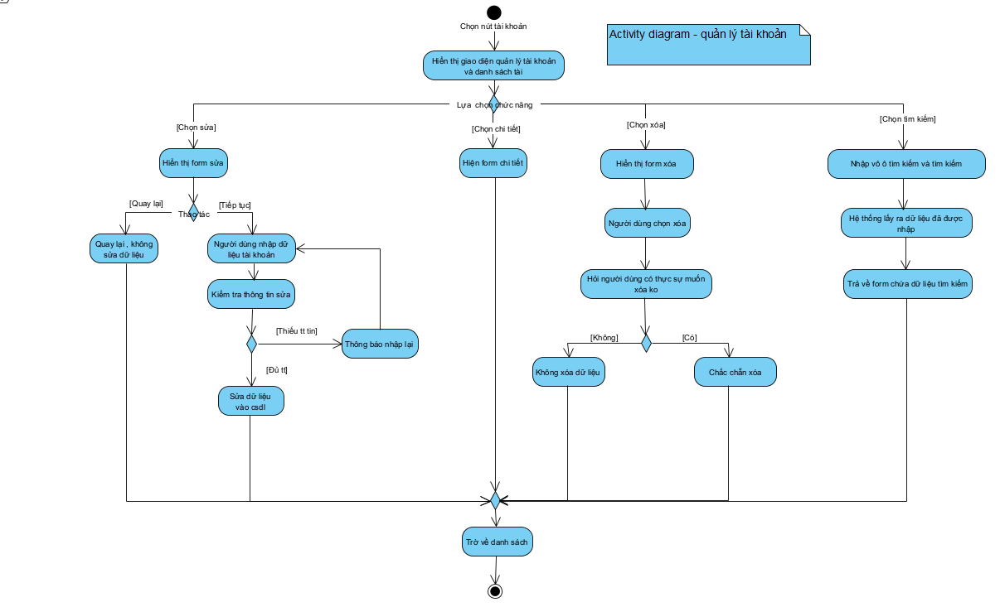 Chọn nút tài khoản
Activity diagram - quản lý tài khoản
Hiển thị giao diện quản lý tài khoản
và danh sách tài
Lựa chọn chức năng
[Chọn sửa]
[Chọn chi tiết]
[Chọn xóa]
[Chọn tìm kiếm]
Hiển thị form sửa
Hiện form chi tiết
Hiển thị form xóa
Nhập vô ô tìm kiếm và tìm kiếm
[Quay lại]
Thao tác
[Tiếp tục]
Quay lại , không
sửa dữ liệu
Người dùng nhập dữ
liệu tài khoản
Người dùng chọn xóa
Hệ thống lấy ra dữ liệu đã được
nhập
Kiểm tra thông tin sửa
Hỏi người dùng có thực sự muốn
xóa ko
Trả về form chứa dữ liệu tìm kiếm
[Thiếu tt tin]
Thông báo nhập lại
[Không]
[Có]
[Đủ tt]
Không xóa dữ liệu
Chắc chẵn xóa
Sửa dữ liệu
vào csdl
Trở về danh sách